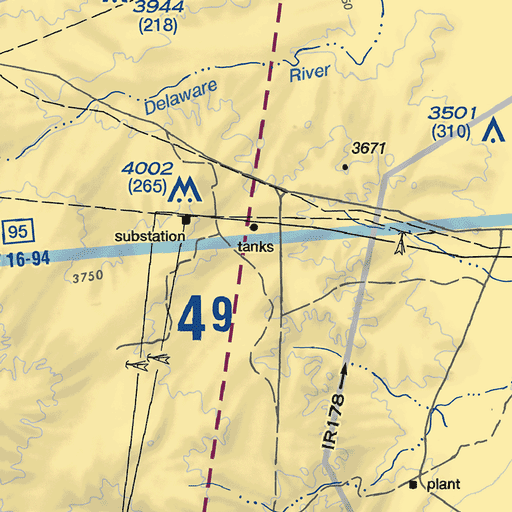 3944
(218)
River
Delaware
3501
(310)
3671
4002
(265)
substation
tanks
95
16-94
3750
49
IR178
plant